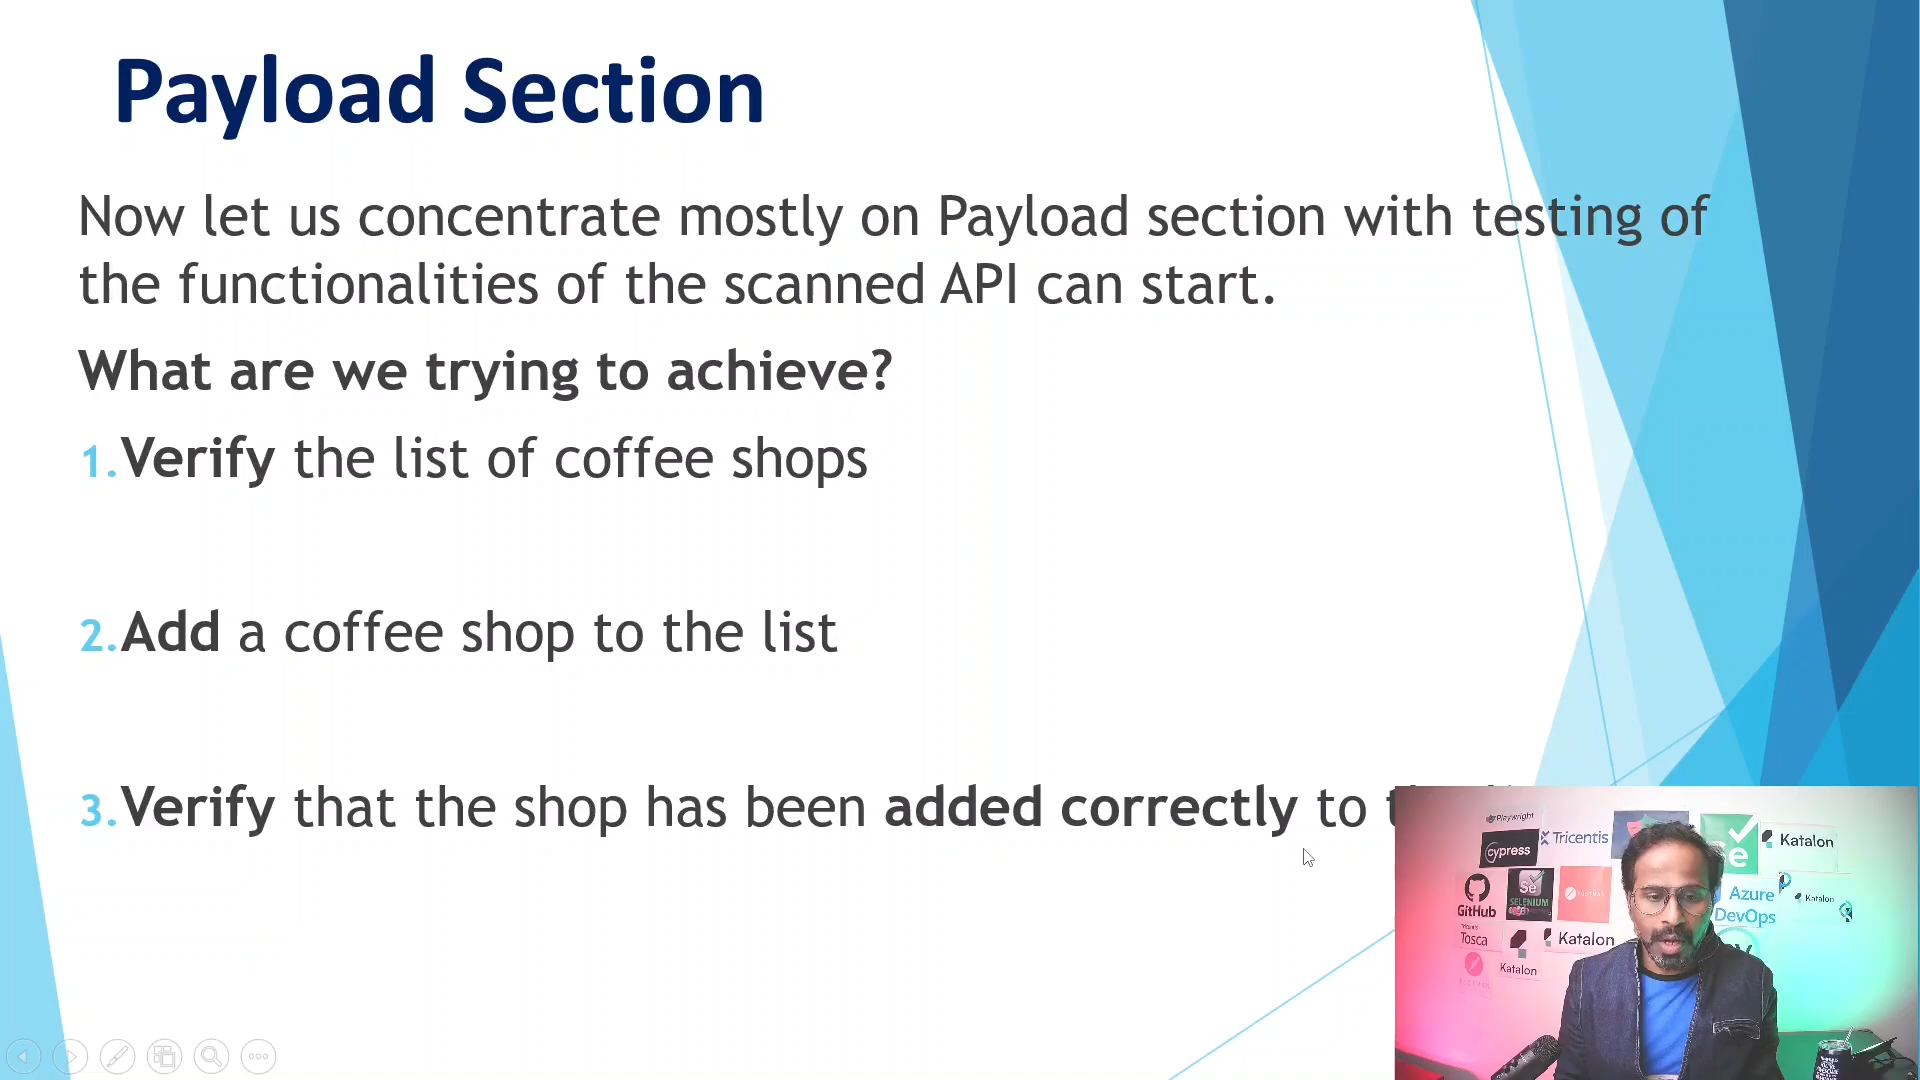 Payload Section
Now let us concentrate mostly on Payload section with testing of
the functionalities of the scanned API can start.
What are we trying to achieve?
1.Verify the list of coffee shops
2.Add a coffee shop to the list
3.Verify that the shop has been added correctly to
Playwright
cypress
Tricentis
Katalon
GitHub
Se
SELENIUM
e
Azure
DevOps
Katalon
Tosca
Katalon
Katalon